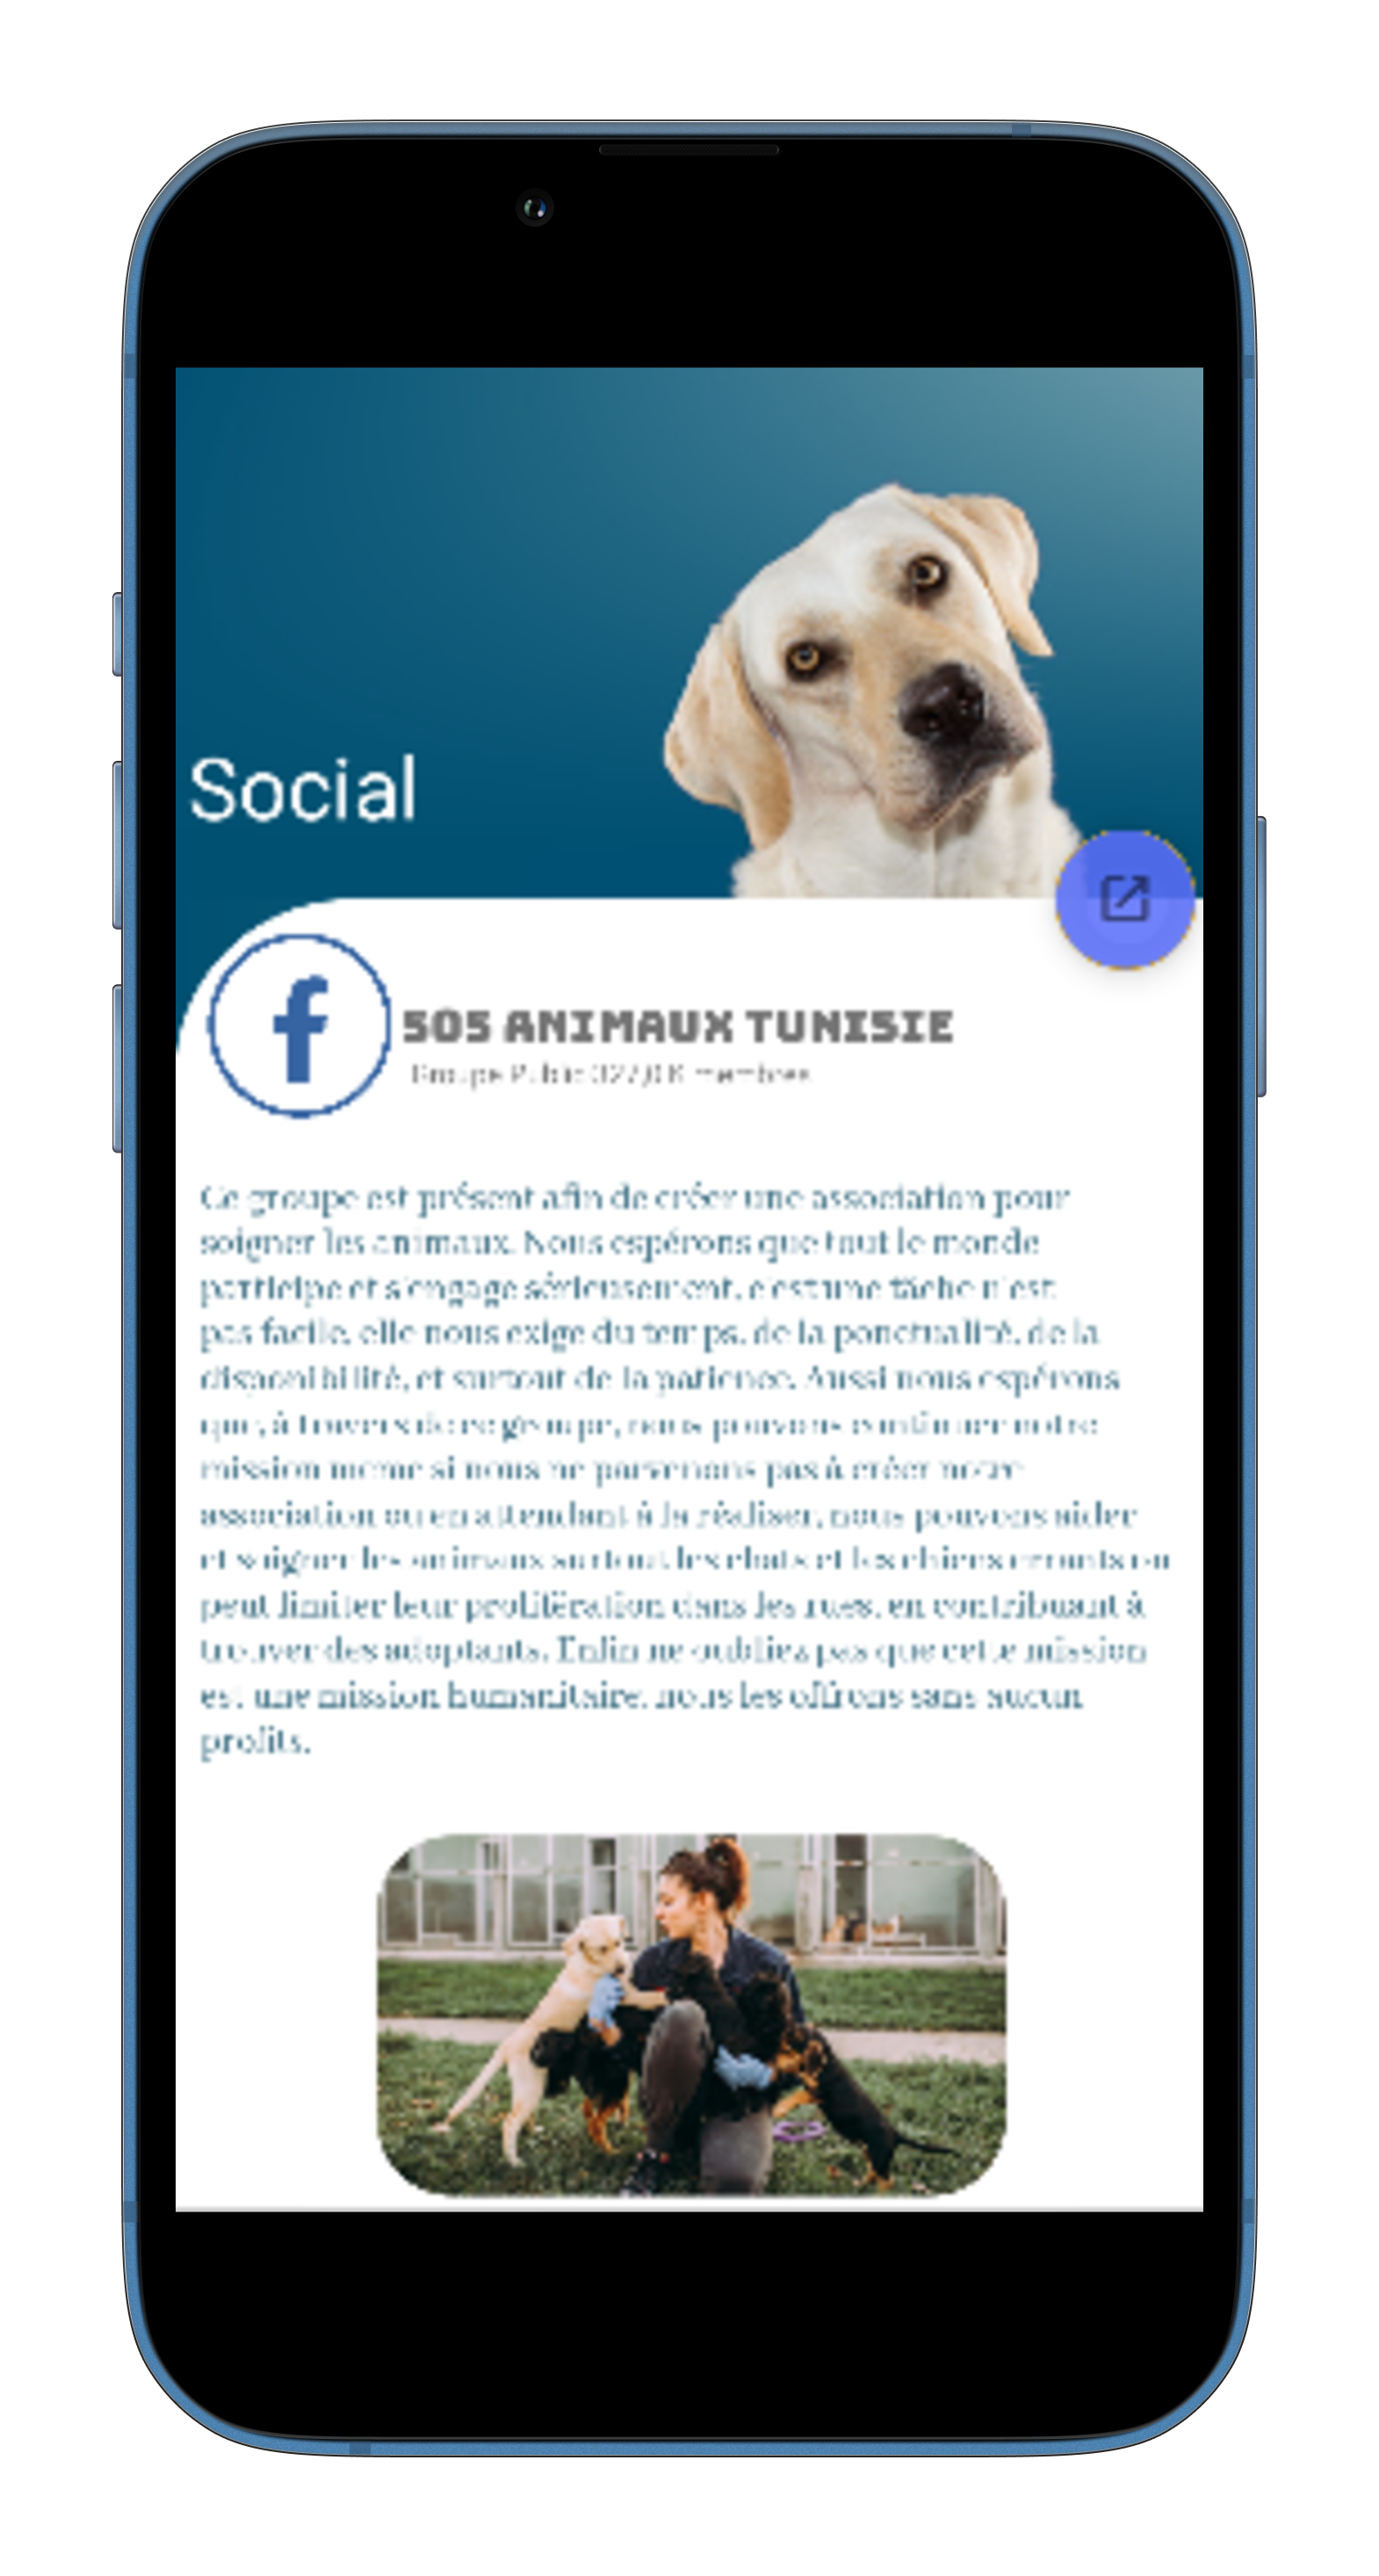 Social
f
SOS ANIMAUX TUNISIE
Groupe Public membres
Ce groupe est présent afin de créer une association pour
soigner les animaux. Nous espérons que tout le monde
participe et s'engage sérieusement, c'est une tâche n'est
pas facile, elle nous exige du temps, de la ponctualité, de la
disponibilité, et surtout de la patience. Aussi nous espérons
que, à travers de ce groupe, nous pouvons continuer notre
mission même si nous ne parvenons pas à créer notre
association ou en attendant à la réaliser, nous pouvons aider
et soigner les animaux surtout les chats et les chiens errants on
peut limiter leur prolifération dans les rues, en contribuant à
trouver des adoptants. Enfin ne oubliez pas que cette mission
est une mission humanitaire, nous les offrons sans aucun
profits.